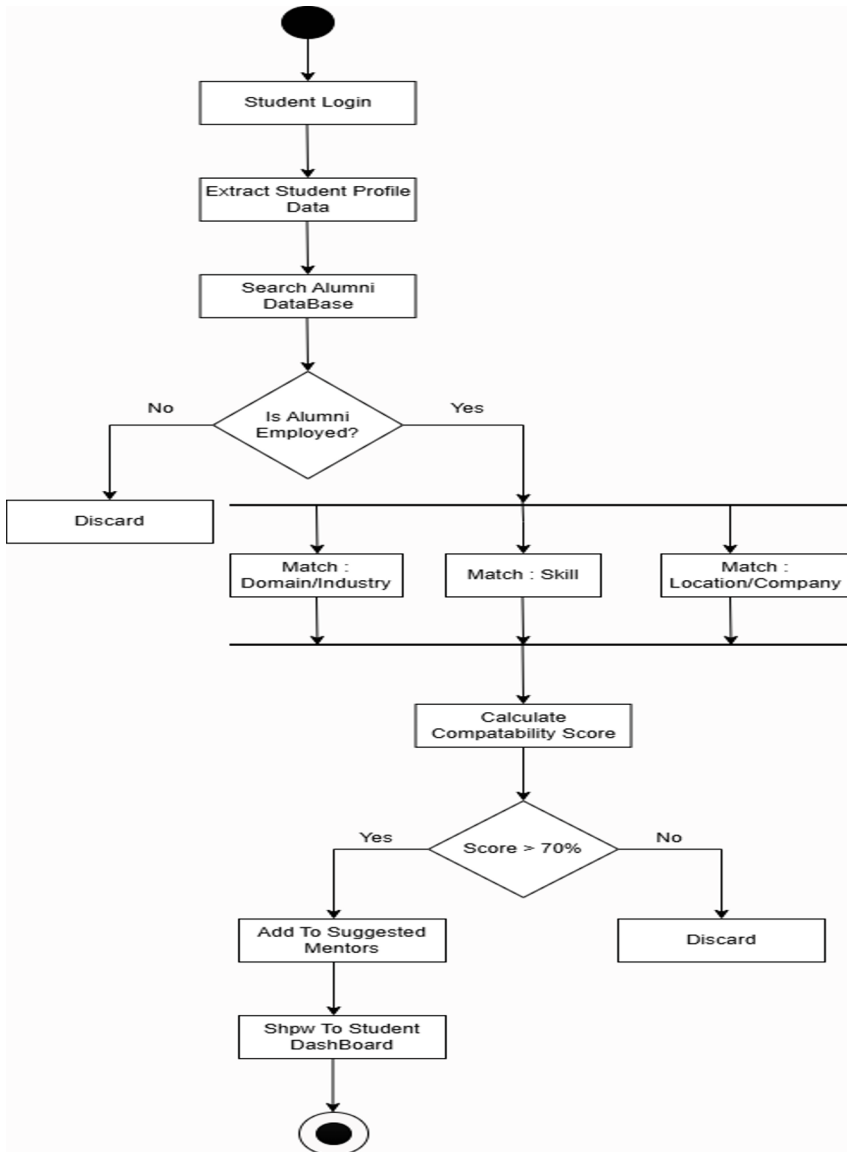 Student Login
Extract Student Profile
Data
Search Alumni
DataBase
No
Is Alumni
Employed?
Yes
Discard
Match :
Domain/Industry
Match : Skill
Match :
Location/Company
Calculate
Compatability Score
Yes
Score > 70%
No
Add To Suggested
Mentors
Discard
Shpw To Student
DashBoard